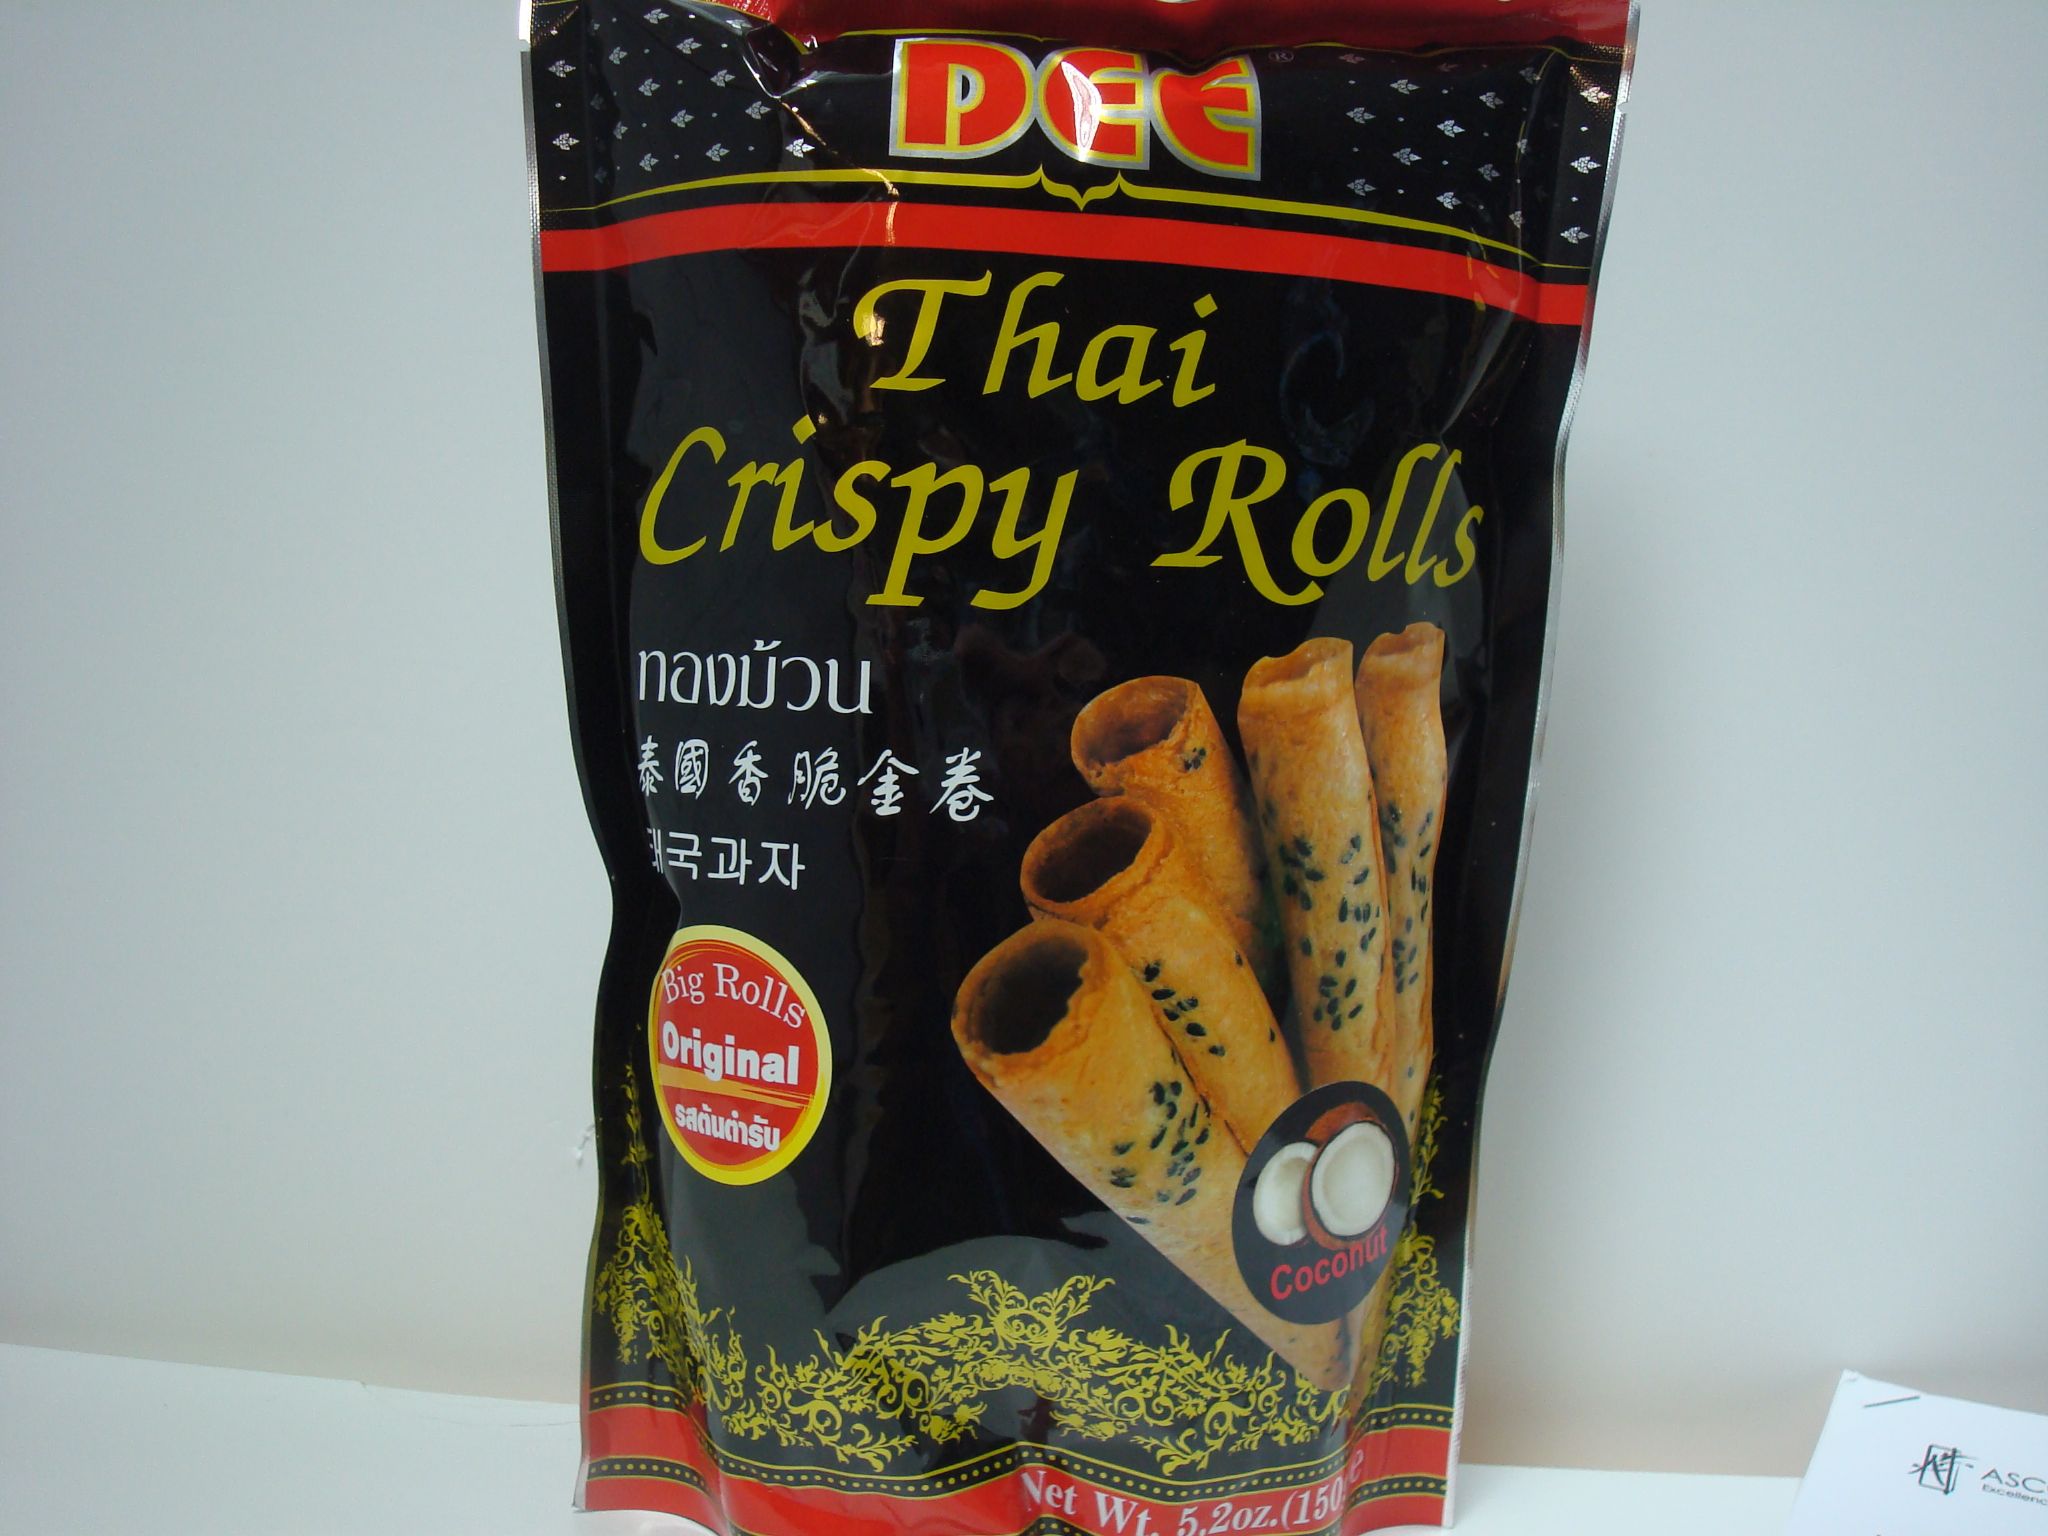 DEE®
Thai
Crispy Rolls
ทองม้วน
泰國香脆金卷
태국과자
Big Rolls
Original
รสต้นตำรับ
Coconut
Net Wt. 5.2oz.(150